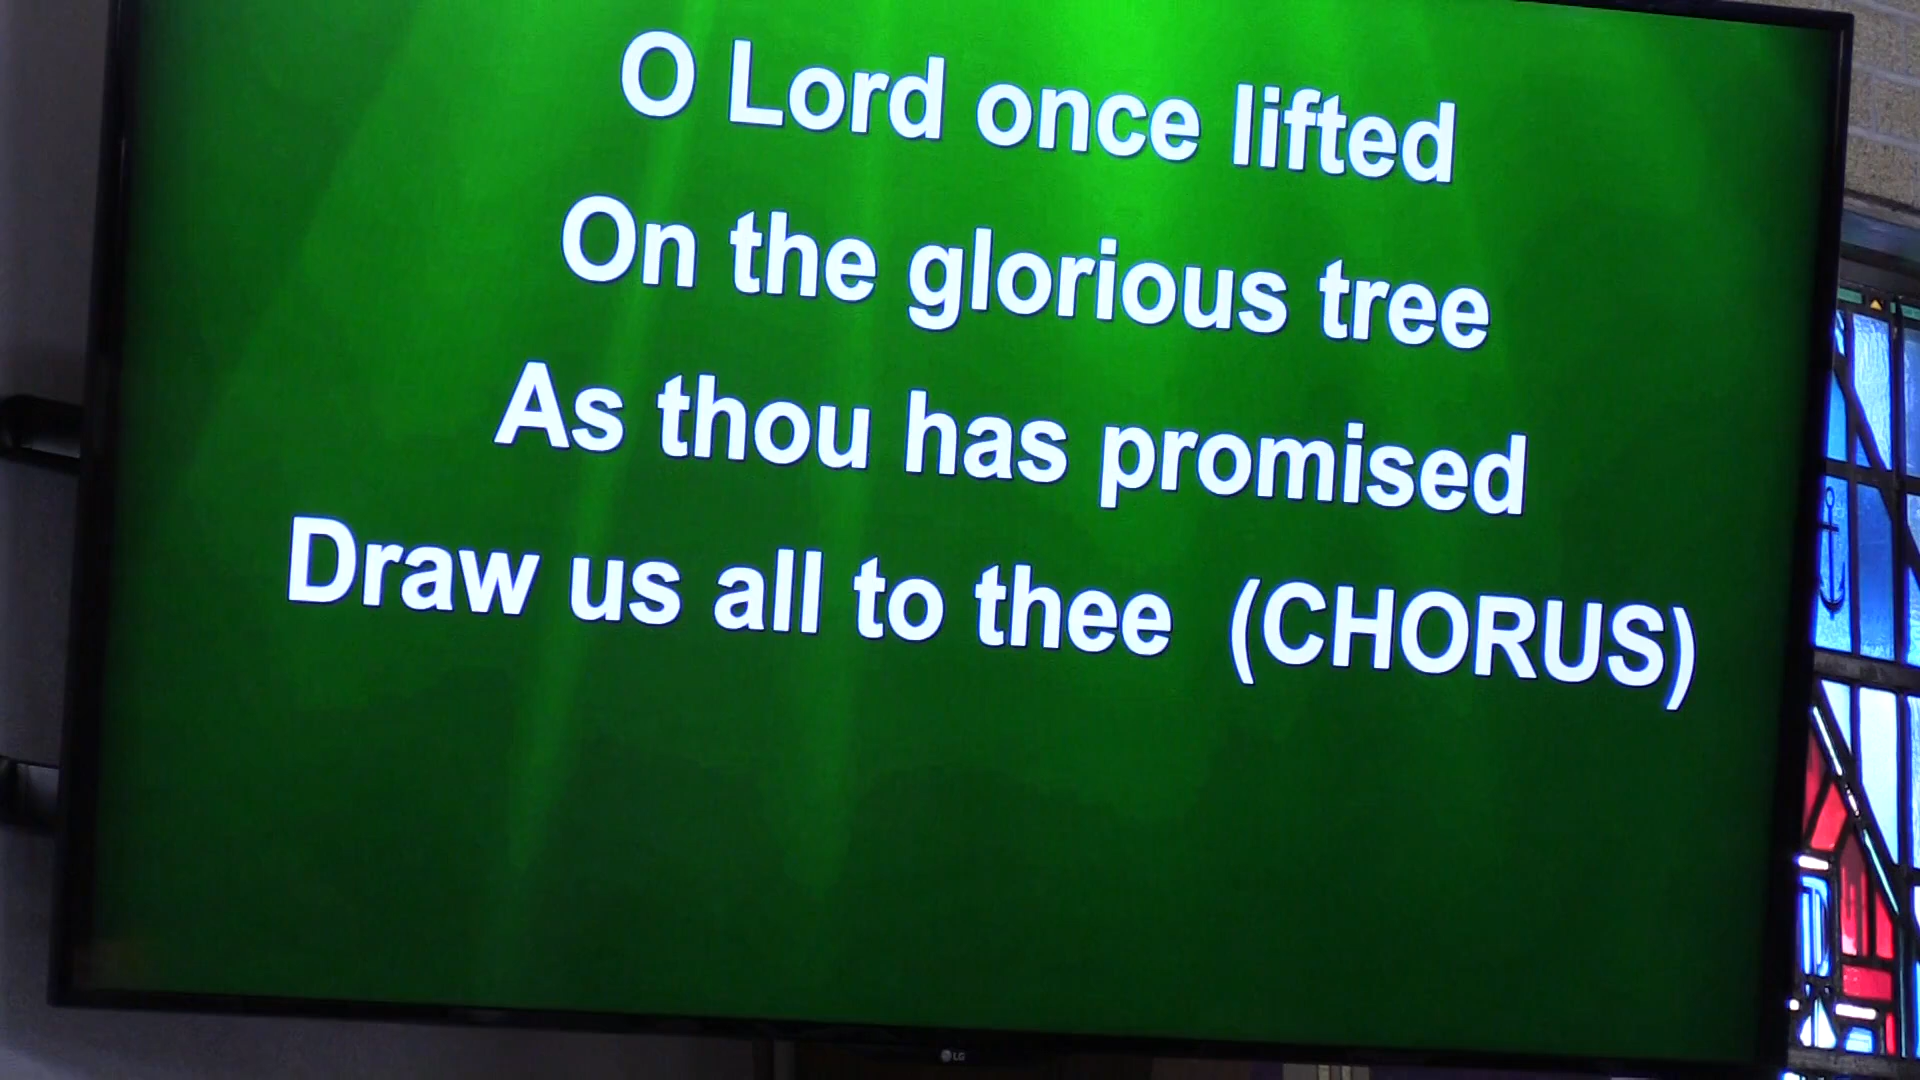 O Lord once lifted
On the glorious tree
As thou has promised
Draw us all to thee (CHORUS)
LG